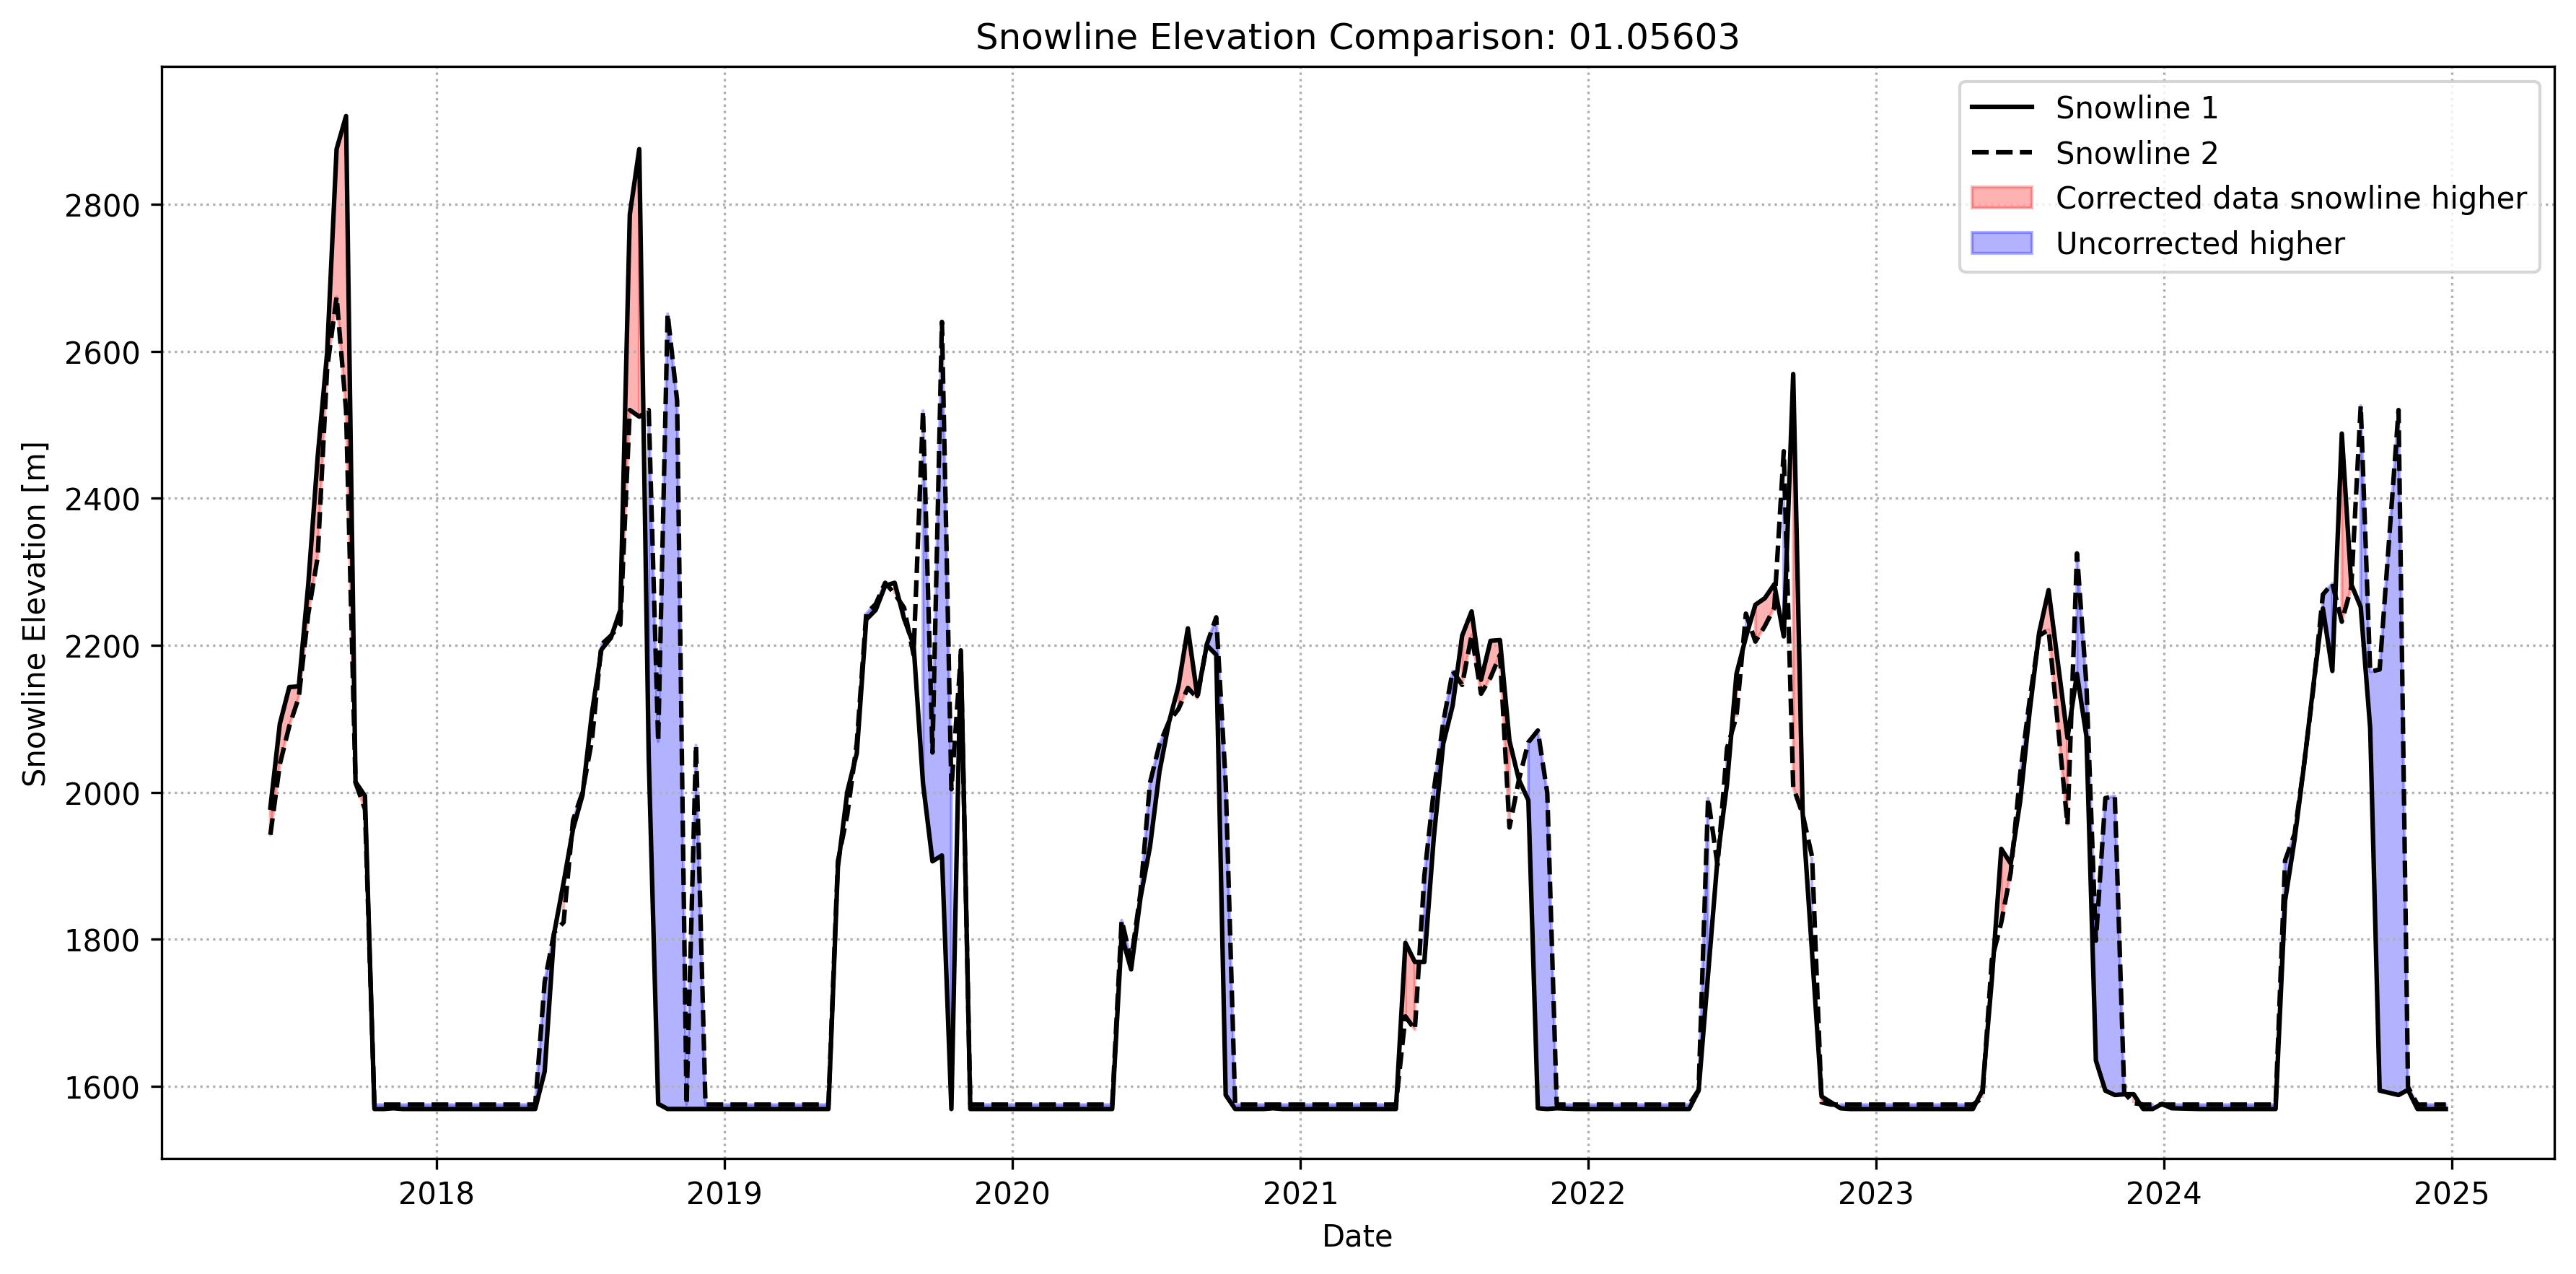 Snowline Elevation Comparison: 01.05603
Snowline 1
Snowline 2
Corrected data snowline higher
Uncorrected higher
Snowline Elevation [m]
2800
2600
2400
2200
2000
1800
1600
2018 2019 2020 2021 2022 2023 2024 2025
Date